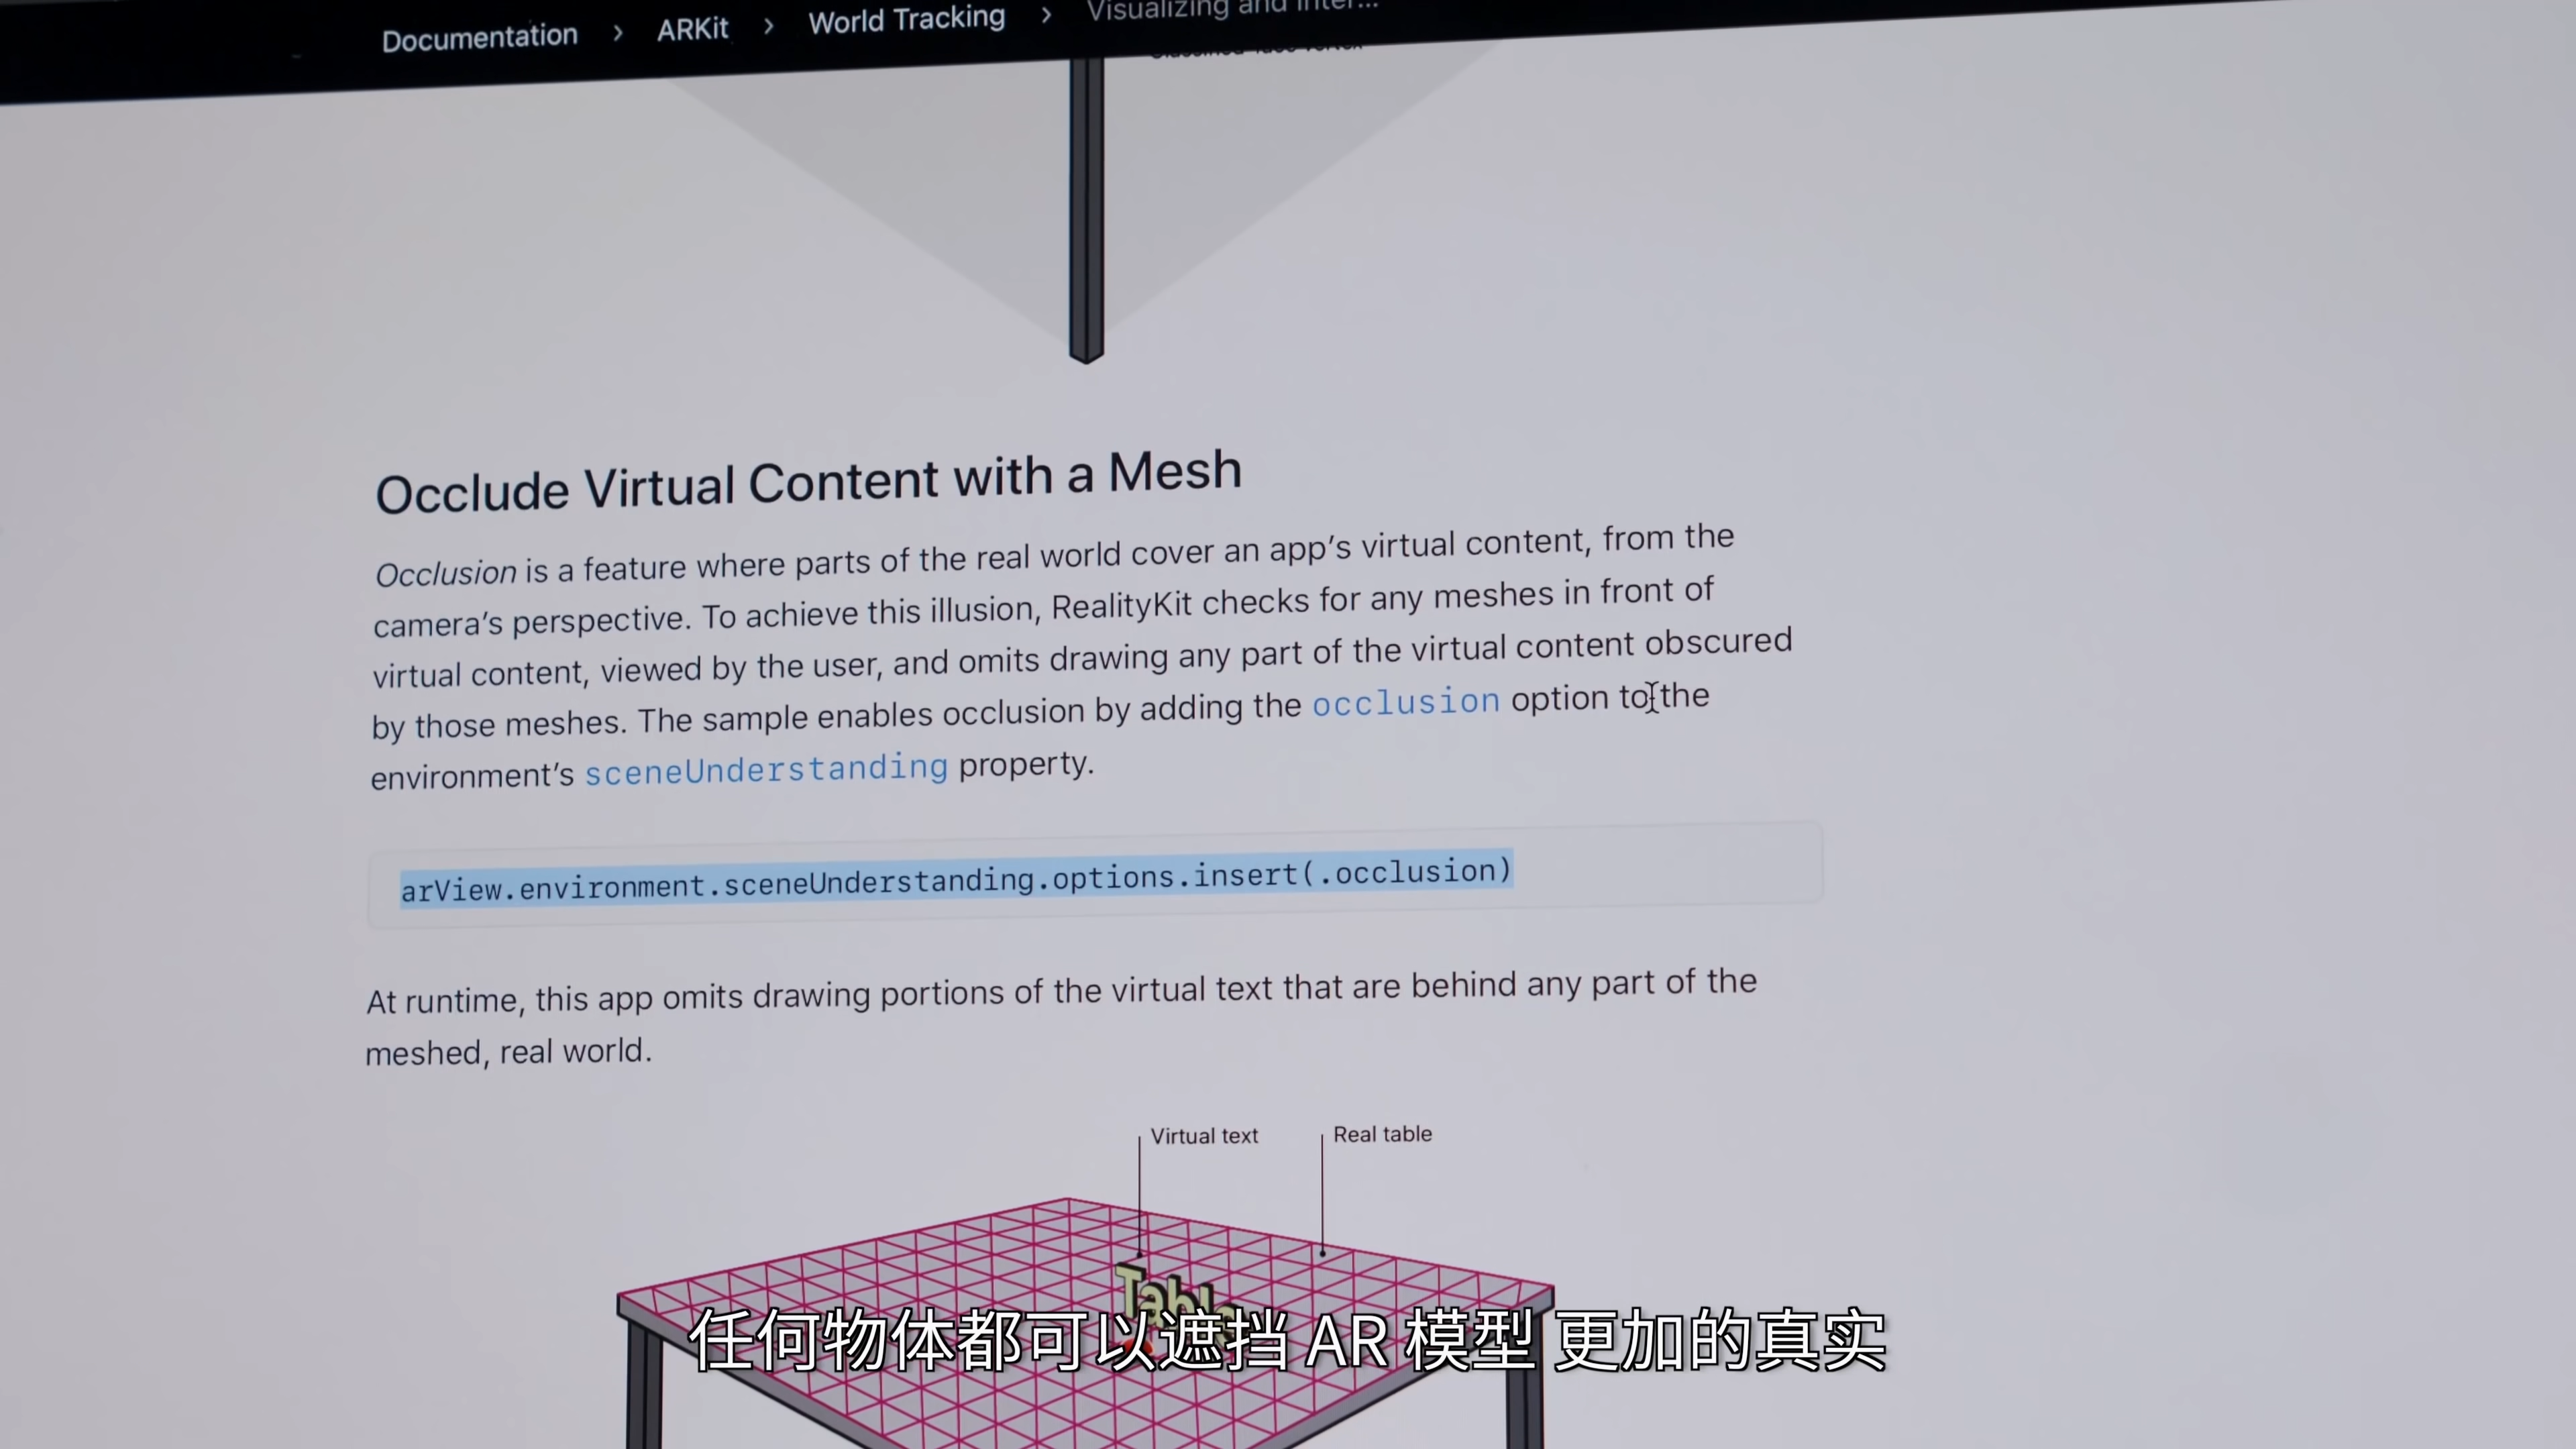 Documentation > ARKit > World Tracking > Visualizing and Inter...
Occlude Virtual Content with a Mesh
Occlusion is a feature where parts of the real world cover an app’s virtual content, from the
camera’s perspective. To achieve this illusion, RealityKit checks for any meshes in front of
virtual content, viewed by the user, and omits drawing any part of the virtual content obscured
by those meshes. The sample enables occlusion by adding the occlusion option to the
environment’s sceneUnderstanding property.
arView.environment.sceneUnderstanding.options.insert(.occlusion)
At runtime, this app omits drawing portions of the virtual text that are behind any part of the
meshed, real world.
Virtual text
Real table
Table
任何物体都可以遮挡 AR 模型 更加的真实